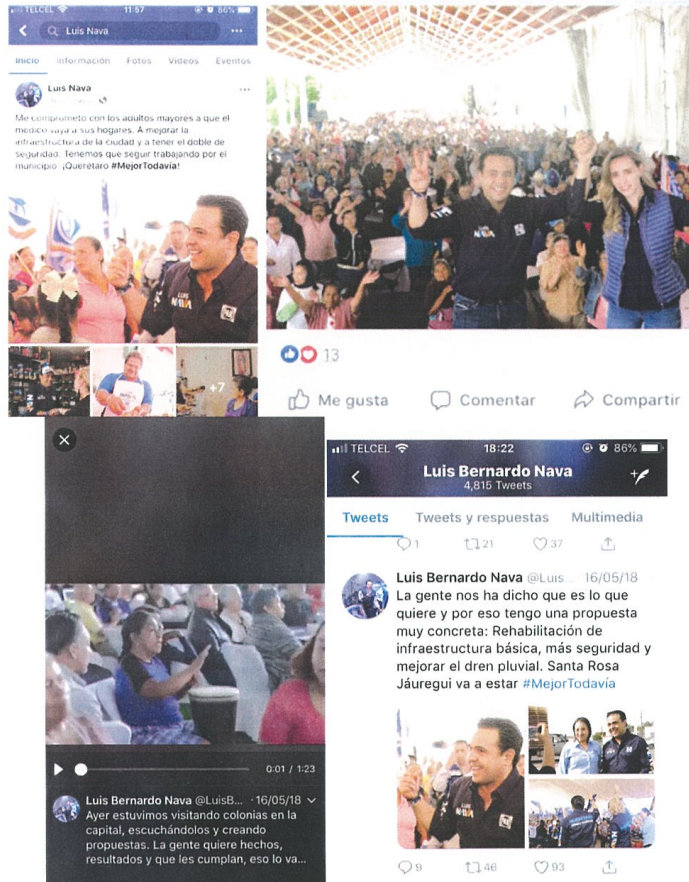 TELCEL 11:57 86%
Luis Nava
Inicio Información Fotos Videos Eventos
Luis Nava
Me comprometo con los adultos mayores a que el
médico vaya a sus hogares. A mejorar la
infraestructura de la ciudad y a tener el doble de
seguridad. Tenemos que seguir trabajando por el
municipio. ¡Querétaro #MejorTodavía!
LUIS
NAVA
+7
NAVA
13
Me gusta Comentar Compartir
0:01 / 1:23
Luis Bernardo Nava @LuisB... · 16/05/18
Ayer estuvimos visitando colonias en la
capital, escuchándolos y creando
propuestas. La gente quiere hechos,
resultados y que les cumplan, eso lo va...
TELCEL 18:22 86%
Luis Bernardo Nava
4,815 Tweets
Tweets Tweets y respuestas Multimedia
1 21 37
Luis Bernardo Nava @Luis... 16/05/18
La gente nos ha dicho que es lo que
quiere y por eso tengo una propuesta
muy concreta: Rehabilitación de
infraestructura básica, más seguridad y
mejorar el dren pluvial. Santa Rosa
Jáuregui va a estar #MejorTodavía
LUIS
NAVA
9 46 93